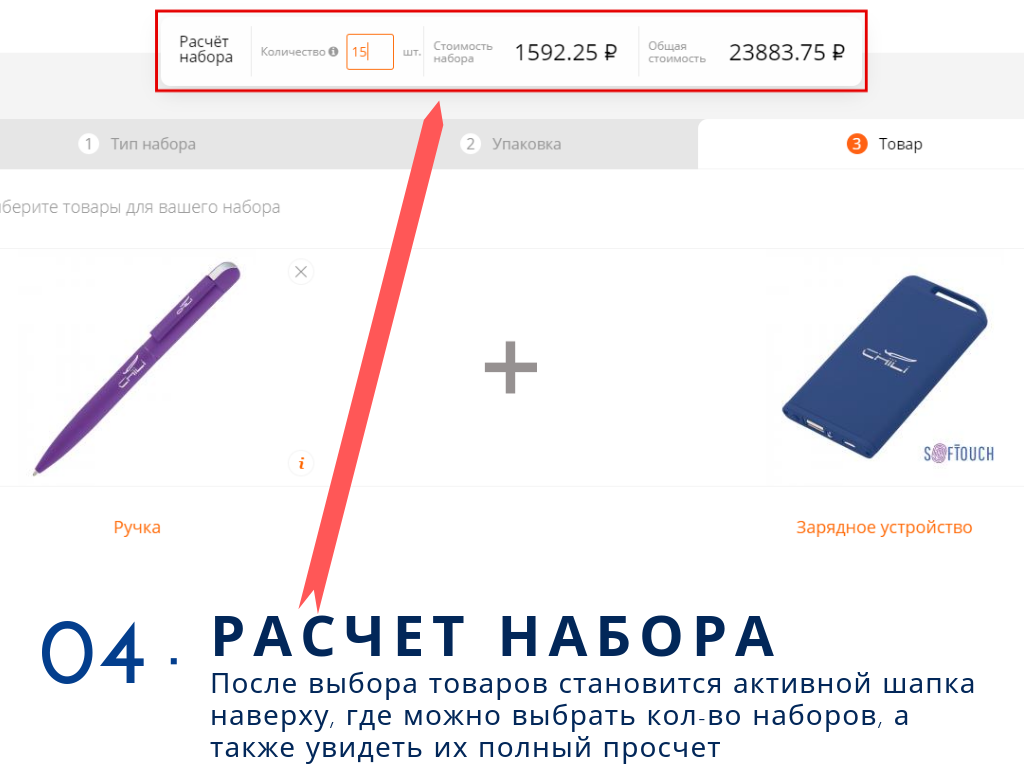 Расчёт
набора
Количество
15
шт.
Стоимость
набора
1592.25 ₽
Общая
стоимость
23883.75 ₽
1 Тип набора
2 Упаковка
3 Товар
берите товары для вашего набора
CHILI
i
CHILI
SOFTOUCH
Ручка
Зарядное устройство
04.
РАСЧЕТ НАБОРА
После выбора товаров становится активной шапка
наверху, где можно выбрать кол-во наборов, а
также увидеть их полный просчет